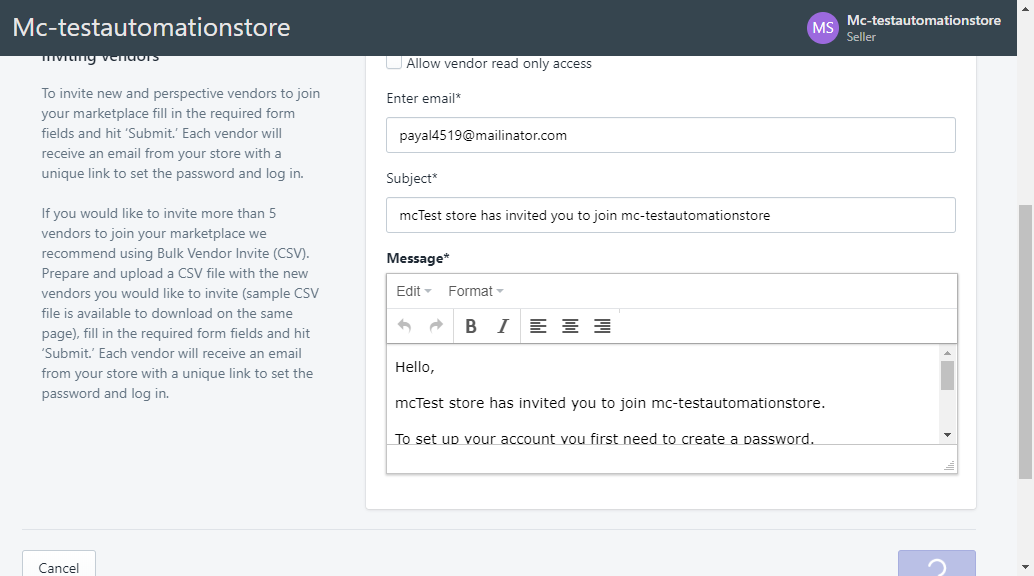 Mc-testautomationstore
MS
Mc-testautomationstore
Seller
Inviting vendors
To invite new and perspective vendors to join
your marketplace fill in the required form
fields and hit ‘Submit.’ Each vendor will
receive an email from your store with a
unique link to set the password and log in.
If you would like to invite more than 5
vendors to join your marketplace we
recommend using Bulk Vendor Invite (CSV).
Prepare and upload a CSV file with the new
vendors you would like to invite (sample CSV
file is available to download on the same
page), fill in the required form fields and hit
‘Submit.’ Each vendor will receive an email
from your store with a unique link to set the
password and log in.
Allow vendor read only access
Enter email*
payal4519@mailinator.com
Subject*
mcTest store has invited you to join mc-testautomationstore
Message*
Edit Format
B I
Hello,
mcTest store has invited you to join mc-testautomationstore.
To set up your account you first need to create a password.
Cancel